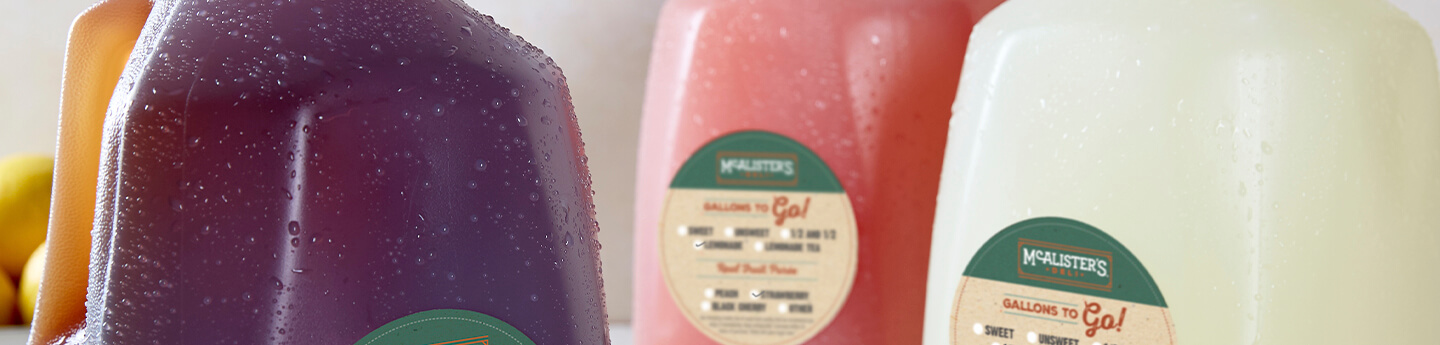 McALISTER'S
DELI
GALLONS TO Go!
SWEET UNSWEET 1/2 AND 1/2
LEMONADE LEMONADE TEA
Real Fruit Purée
PEACH STRAWBERRY
BLACK CHERRY OTHER
McALISTER'S
DELI
GALLONS TO Go!
SWEET UNSWEET